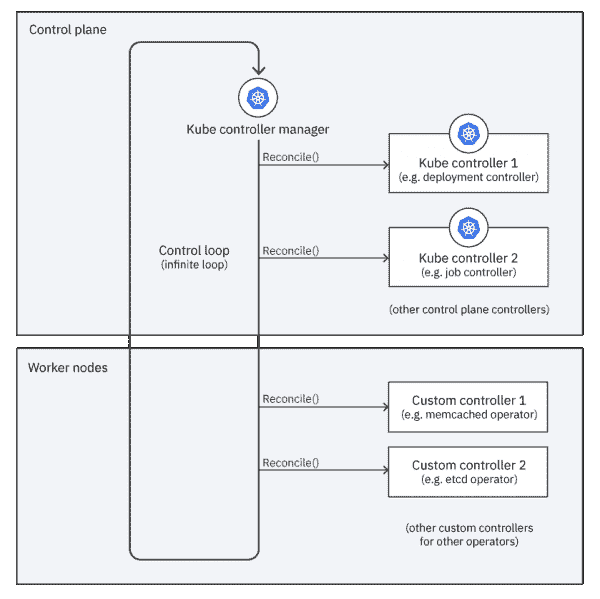 Control plane
Kube controller manager
Reconcile()
Kube controller 1
(e.g. deployment controller)
Control loop
(infinite loop)
Reconcile()
Kube controller 2
(e.g. job controller)
(other control plane controllers)
Worker nodes
Reconcile()
Custom controller 1
(e.g. memcached operator)
Reconcile()
Custom controller 2
(e.g. etcd operator)
(other custom controllers
for other operators)